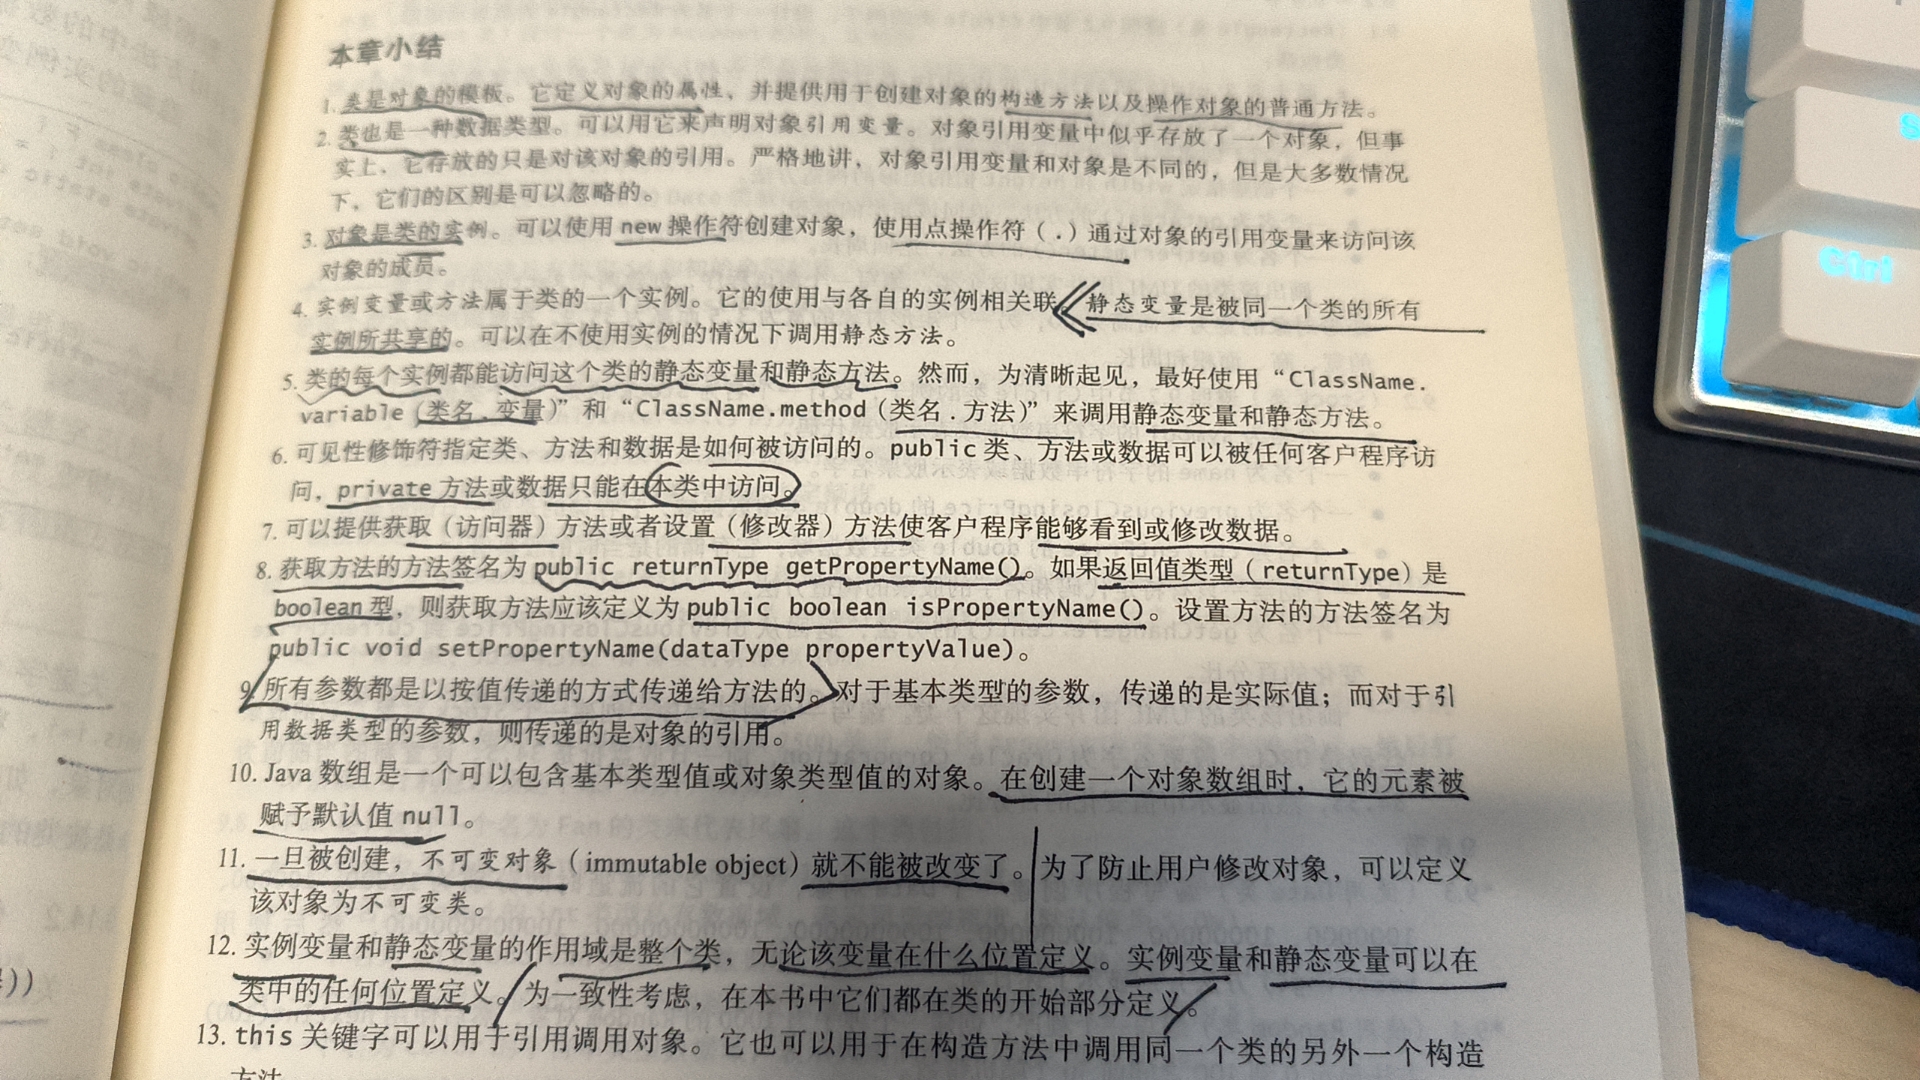 本章小结
1. 类是对象的模板。它定义对象的属性、并提供用于创建对象的构造方法以及操作对象的普通方法。
2. 类也是一种数据类型。可以用它来声明对象引用变量。对象引用变量中似乎存放了一个对象，但事
实上、它存放的只是对该对象的引用。严格地讲，对象引用变量和对象是不同的，但是大多数情况
下，它们的区别是可以忽略的。
3. 对象是类的实例。可以使用 new 操作符创建对象，使用点操作符（.）通过对象的引用变量来访问该
对象的成员。
4. 实例变量或方法属于类的一个实例。它的使用与各自的实例相关联。静态变量是被同一个类的所有
实例所共享的。可以在不使用实例的情况下调用静态方法。
5. 类的每个实例都能访问这个类的静态变量和静态方法。然而，为清晰起见，最好使用“ClassName.
variable（类名.变量）”和“ClassName.method（类名.方法）”来调用静态变量和静态方法。
6. 可见性修饰符指定类、方法和数据是如何被访问的。public 类、方法或数据可以被任何客户程序访
问，private 方法或数据只能在本类中访问。
7. 可以提供获取（访问器）方法或者设置（修改器）方法使客户程序能够看到或修改数据。
8. 获取方法的方法签名为 public returnType getPropertyName()。如果返回值类型（returnType）是
boolean 型，则获取方法应该定义为 public boolean isPropertyName()。设置方法的方法签名为
public void setPropertyName(dataType propertyValue)。
9. 所有参数都是以按值传递的方式传递给方法的。对于基本类型的参数，传递的是实际值；而对于引
用数据类型的参数，则传递的是对象的引用。
10. Java 数组是一个可以包含基本类型值或对象类型值的对象。在创建一个对象数组时，它的元素被
赋予默认值 null。
11. 一旦被创建，不可变对象（immutable object）就不能被改变了。为了防止用户修改对象，可以定义
该对象为不可变类。
12. 实例变量和静态变量的作用域是整个类，无论该变量在什么位置定义。实例变量和静态变量可以在
类中的任何位置定义。为一致性考虑，在本书中它们都在类的开始部分定义。
13. this 关键字可以用于引用调用对象。它也可以用于在构造方法中调用同一个类的另外一个构造
方法
Ctrl